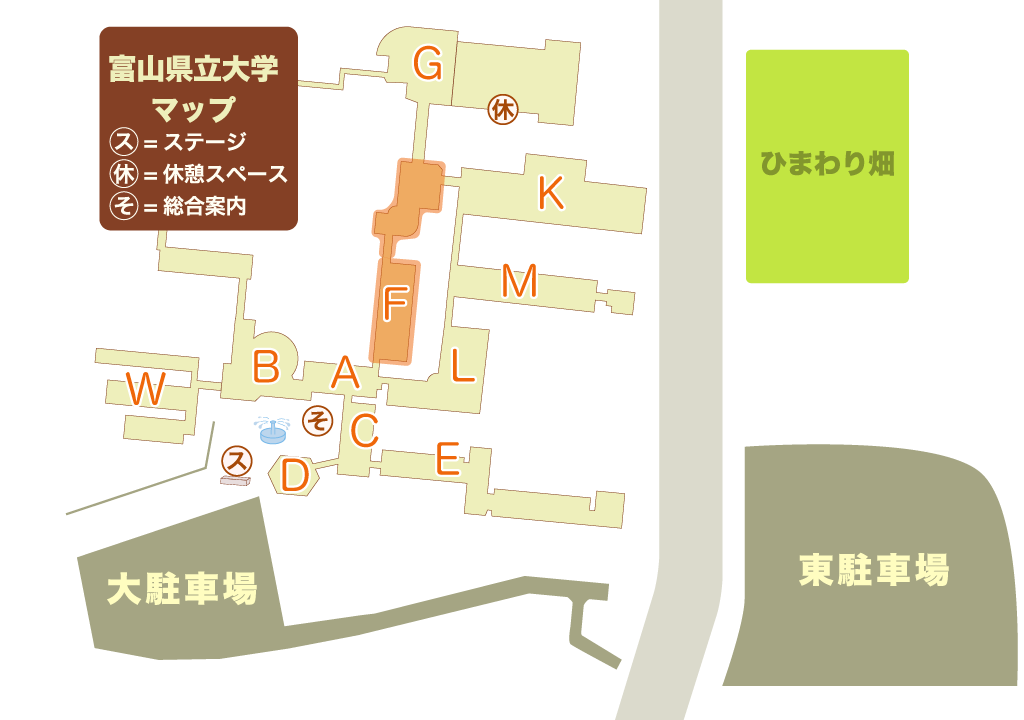 富山県立大学
マップ
ス = ステージ
休 = 休憩スペース
そ = 総合案内
G
休
K
ひまわり畑
M
F
B
A
L
W
そ
C
ス
D
E
大駐車場
東駐車場